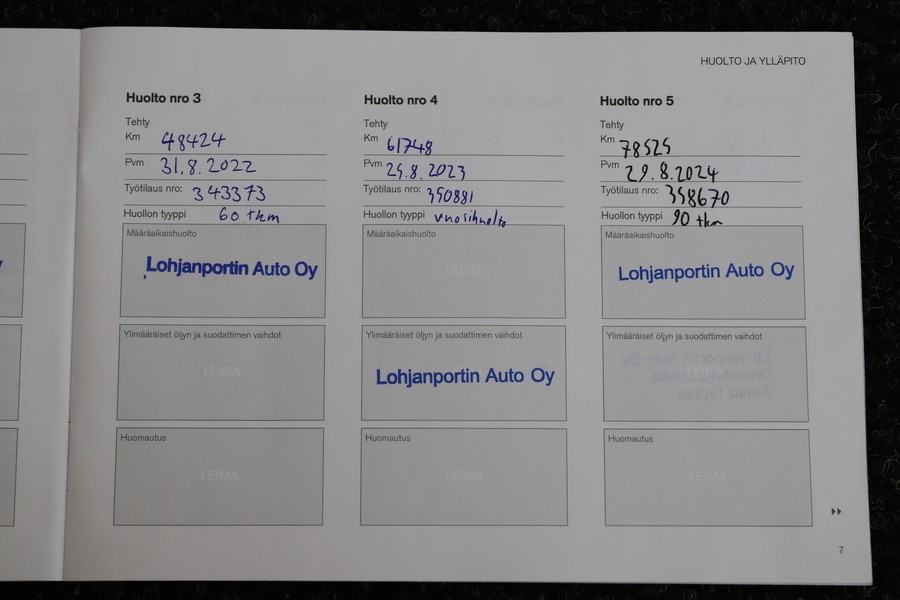 HUOLTO JA YLLÄPITO
Huolto nro 3
Tehty
Km 48424
Pvm 31.8.2022
Työtilaus nro: 343373
Huollon tyyppi 60 tkm
Määräaikaishuolto
Lohjanportin Auto Oy
Ylimääräiset öljyn ja suodattimen vaihdot
LEIMA
Huomautus
LEIMA
Huolto nro 4
Tehty
Km 61748
Pvm 25.8.2023
Työtilaus nro: 350881
Huollon tyyppi vuosihuolto
Määräaikaishuolto
LEIMA
Ylimääräiset öljyn ja suodattimen vaihdot
Lohjanportin Auto Oy
Huomautus
LEIMA
Huolto nro 5
Tehty
Km 78525
Pvm 29.8.2024
Työtilaus nro: 358670
Huollon tyyppi 90 tkm
Määräaikaishuolto
Lohjanportin Auto Oy
Ylimääräiset öljyn ja suodattimen vaihdot
LEIMA
Huomautus
LEIMA
7